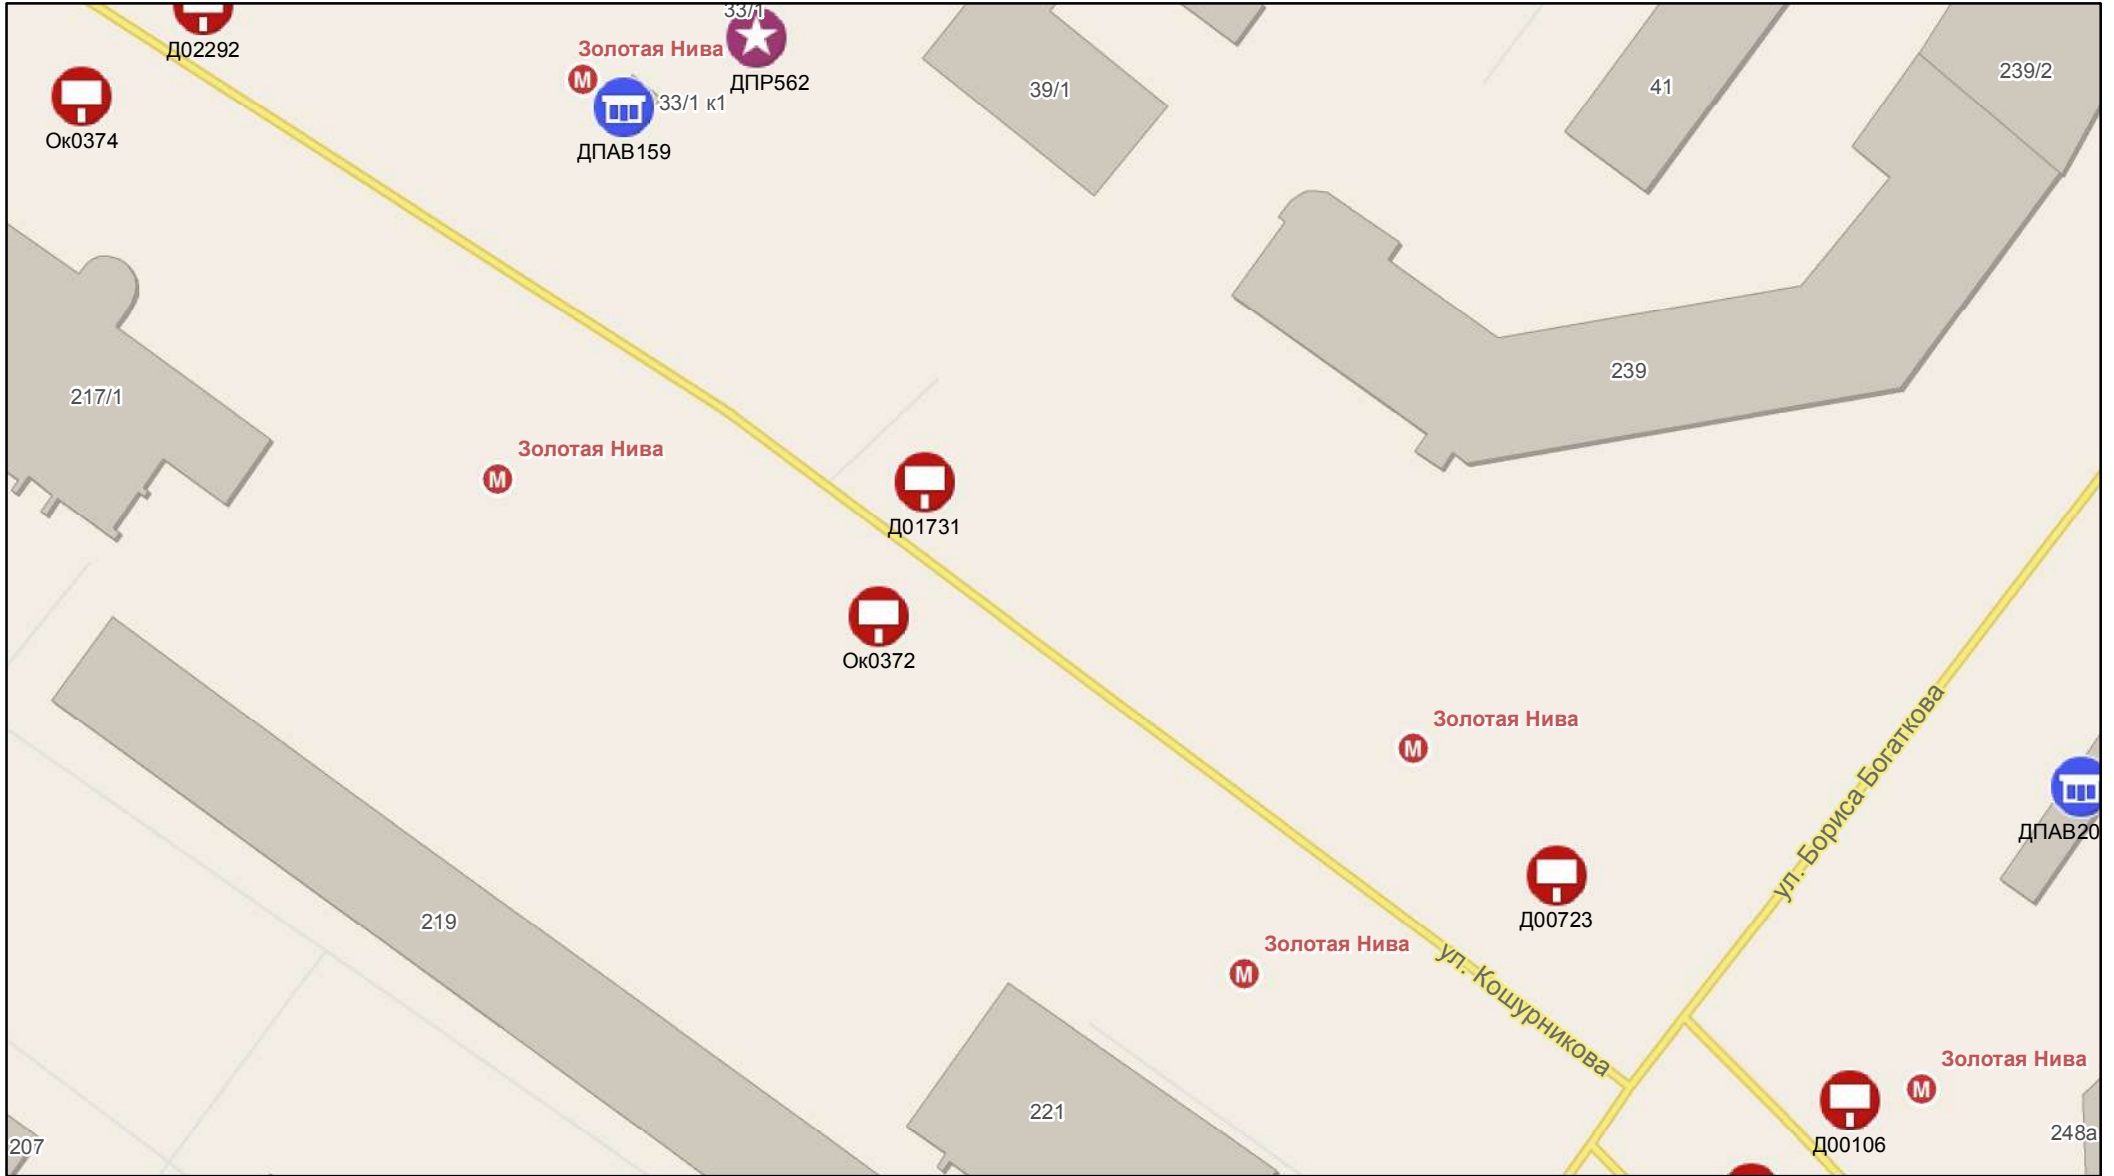 33/1
Д02292
Золотая Нива
М
ДПР562
33/1 к1
39/1
41
239/2
Ок0374
ДПАВ159
239
217/1
Золотая Нива
М
Д01731
Ок0372
Золотая Нива
М
ул. Бориса Богаткова
ДПАВ20
Д00723
219
Золотая Нива
М
ул. Кошурникова
Золотая Нива
М
221
Д00106
248а
207